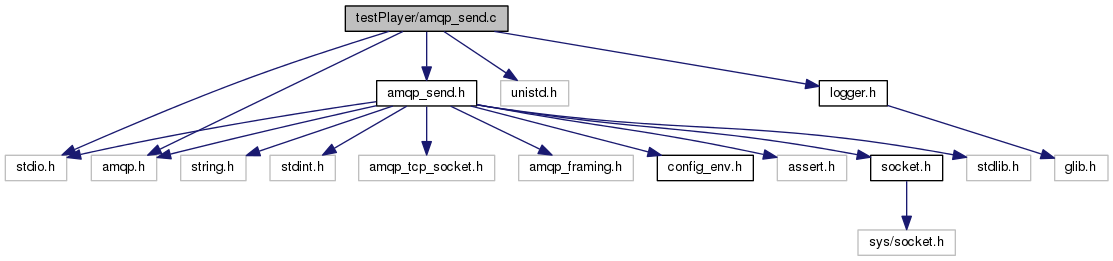 testPlayer/amqp_send.c
amqp_send.h
unistd.h
logger.h
stdio.h
amqp.h
string.h
stdint.h
amqp_tcp_socket.h
amqp_framing.h
config_env.h
assert.h
socket.h
stdlib.h
glib.h
sys/socket.h